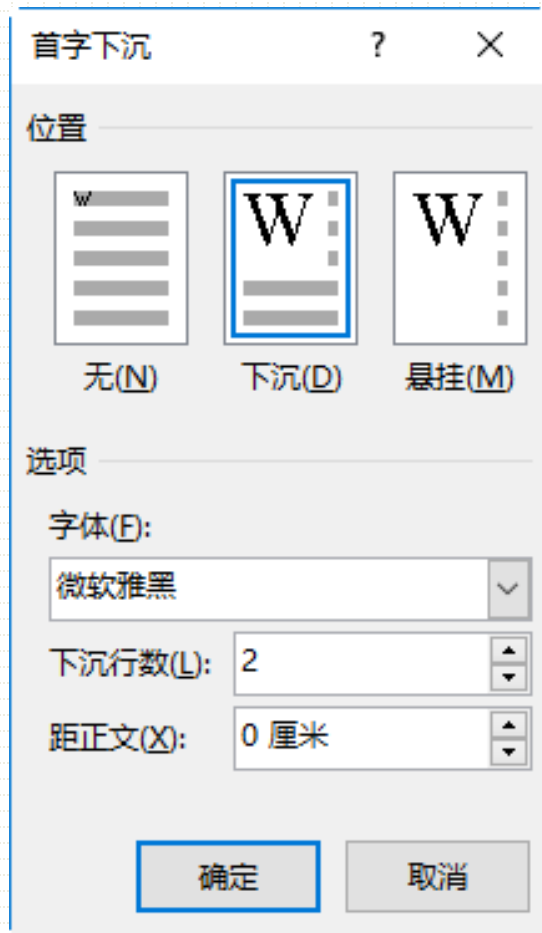 首字下沉 ?
位置
W W W
无(N) 下沉(D) 悬挂(M)
选项
字体(F):
微软雅黑
下沉行数(L): 2
距正文(X): 0 厘米
确定 取消